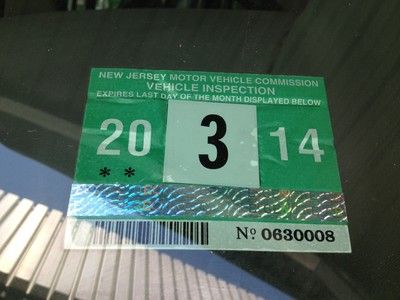 NEW JERSEY MOTOR VEHICLE COMMISSION
VEHICLE INSPECTION
EXPIRES LAST DAY OF THE MONTH DISPLAYED BELOW
20 3 14
**
Nº 0630008